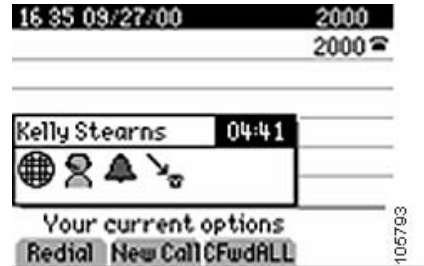 16 35 09/27/00 2000
2000
Kelly Stearns 04:41
Your current options
Redial New Call CFwdALL
105793